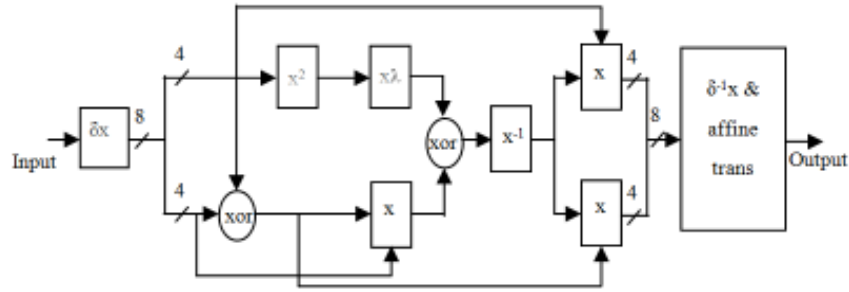 4
x²
xλ
x
4
δ⁻¹x &
affine
trans
8
δx
8
xor
x⁻¹
Input
Output
4
xor
x
x
4